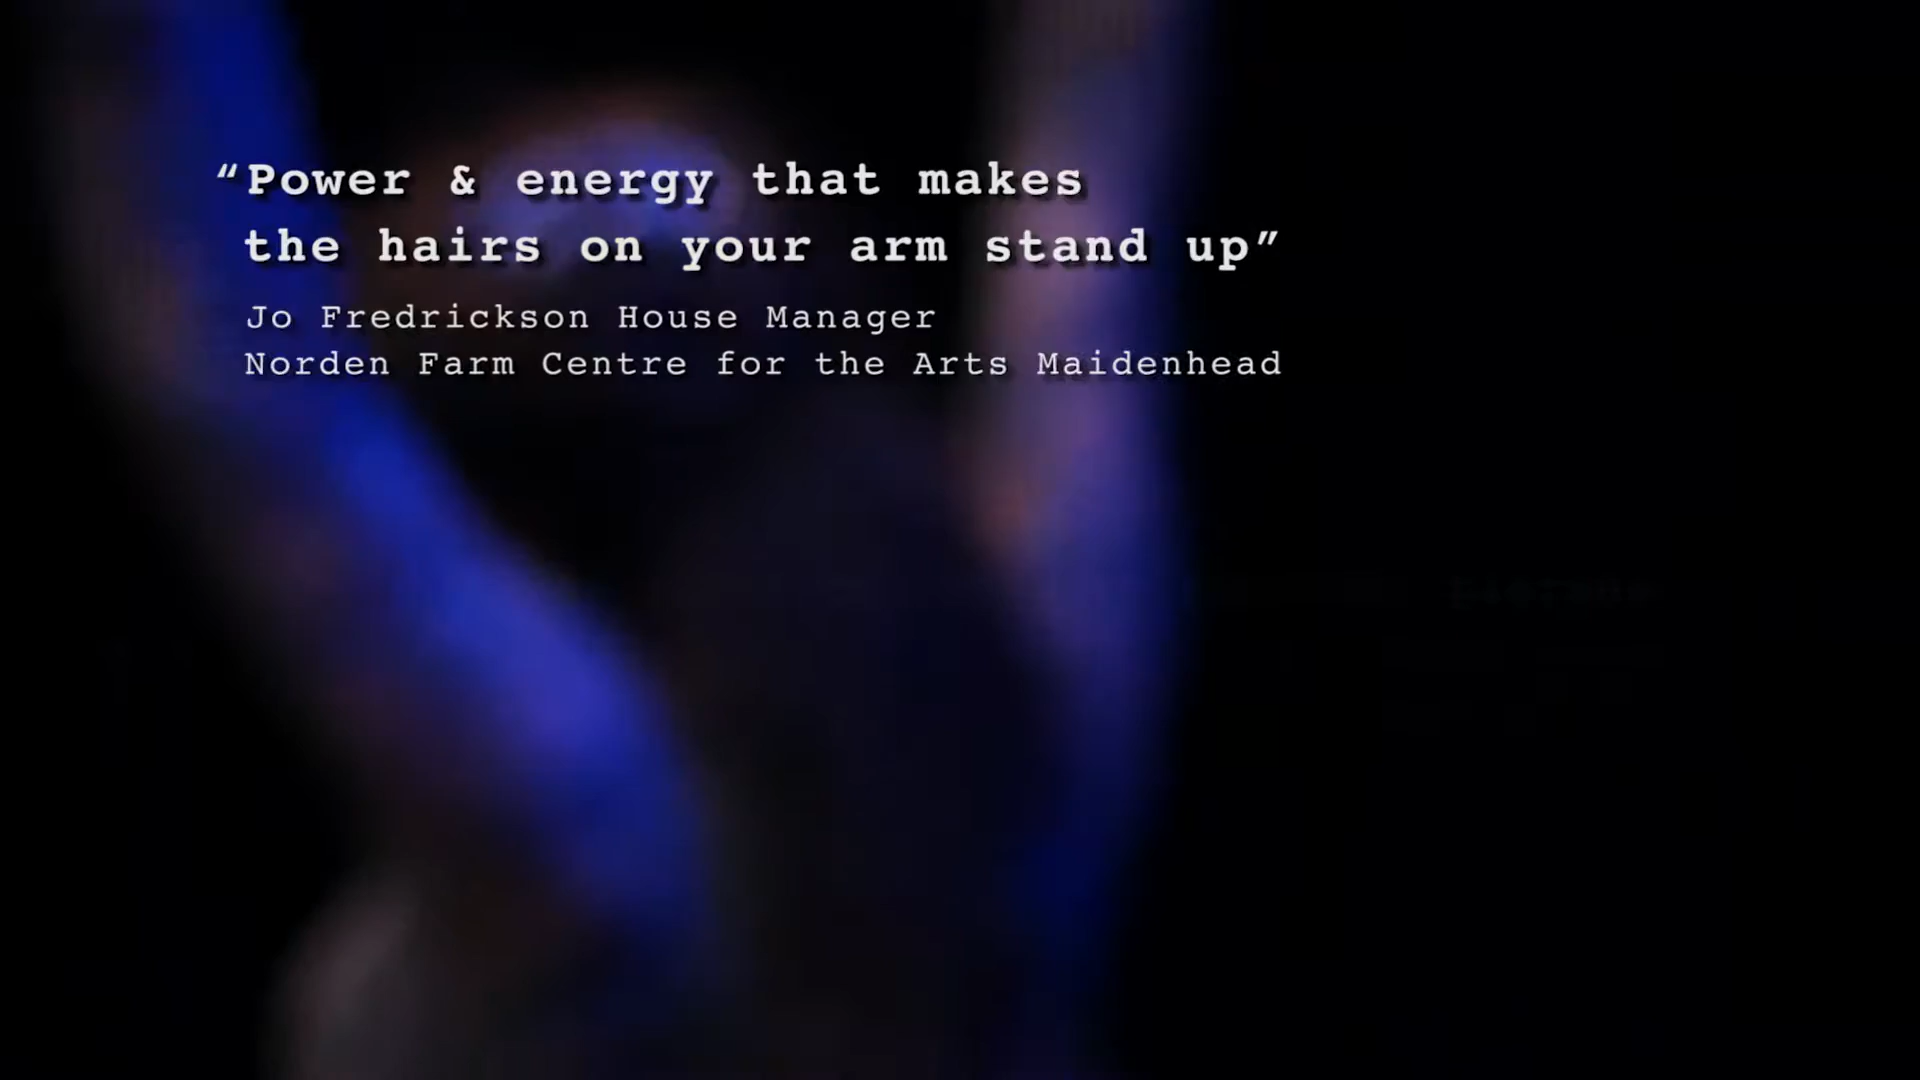 “Power & energy that makes
the hairs on your arm stand up”
Jo Fredrickson House Manager
Norden Farm Centre for the Arts Maidenhead